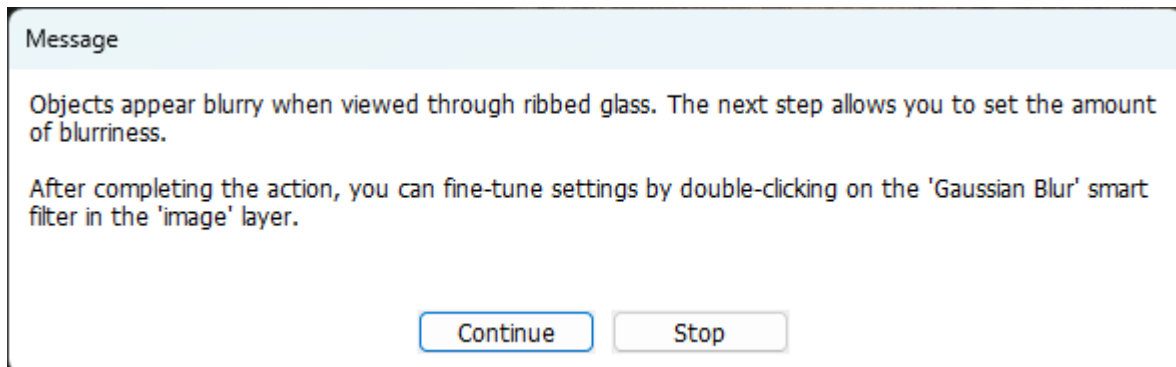 Message
Objects appear blurry when viewed through ribbed glass. The next step allows you to set the amount
of blurriness.
After completing the action, you can fine-tune settings by double-clicking on the 'Gaussian Blur' smart
filter in the 'image' layer.
Continue Stop